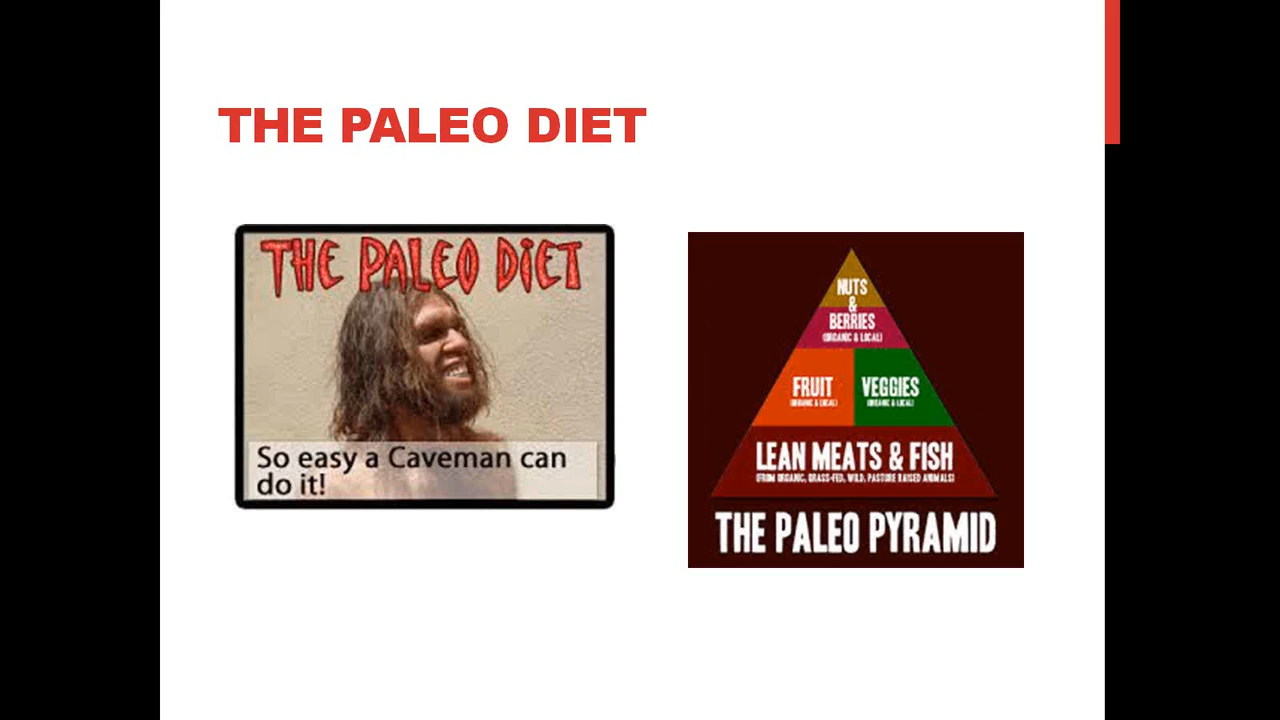 THE PALEO DIET
THE PALEO DIET
So easy a Caveman can
do it!
NUTS
&
BERRIES
(ORGANIC & LOCAL)
FRUIT
(ORGANIC & LOCAL)
VEGGIES
(ORGANIC & LOCAL)
LEAN MEATS & FISH
(FROM ORGANIC, GRASS-FED, WILD, PASTURE RAISED ANIMALS)
THE PALEO PYRAMID